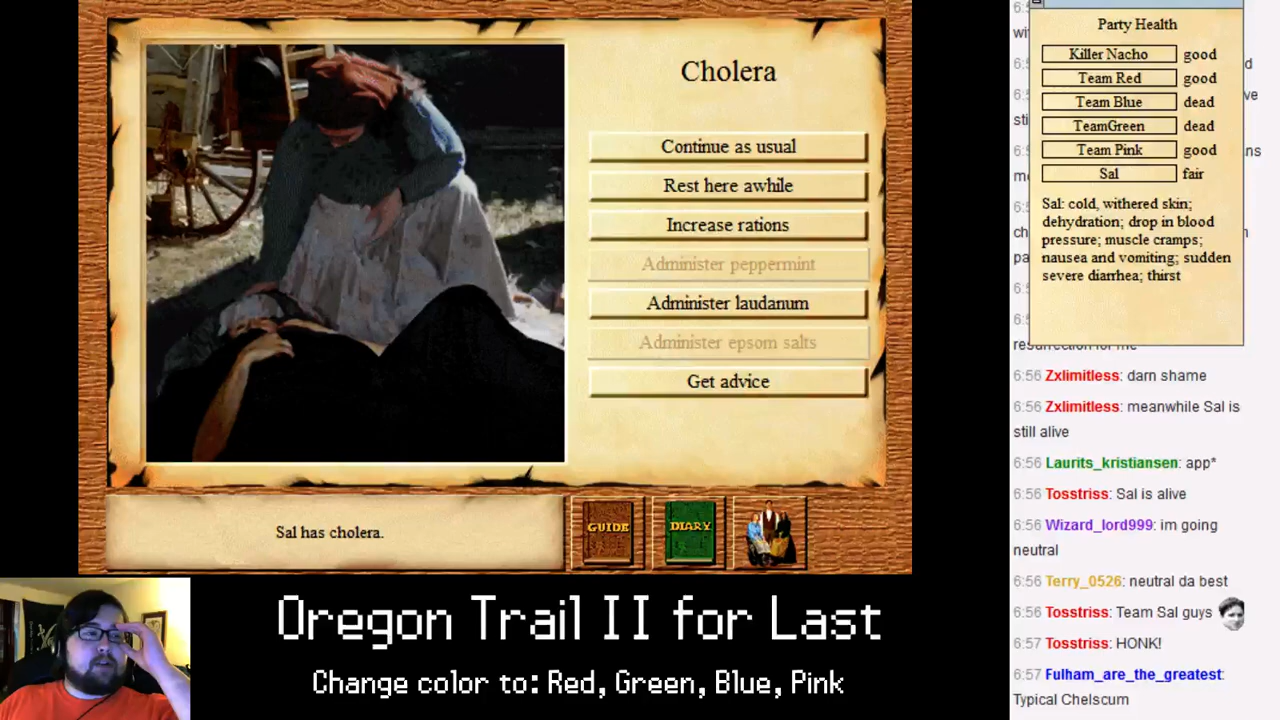 Cholera
Continue as usual
Rest here awhile
Increase rations
Administer peppermint
Administer laudanum
Administer epsom salts
Get advice
Sal has cholera.
GUIDE
DIARY
Oregon Trail II for Last
Change color to: Red, Green, Blue, Pink
Party Health
Killer Nacho good
Team Red good
Team Blue dead
TeamGreen dead
Team Pink good
Sal fair
Sal: cold, withered skin;
dehydration; drop in blood
pressure; muscle cramps;
nausea and vomiting; sudden
severe diarrhea; thirst
6:56 Zxlimitless: darn shame
6:56 Zxlimitless: meanwhile Sal is
still alive
6:56 Laurits_kristiansen: app*
6:56 Tosstriss: Sal is alive
6:56 Wizard_lord999: im going
neutral
6:56 Terry_0526: neutral da best
6:56 Tosstriss: Team Sal guys
6:57 Tosstriss: HONK!
6:57 Fulham_are_the_greatest:
Typical Chelscum